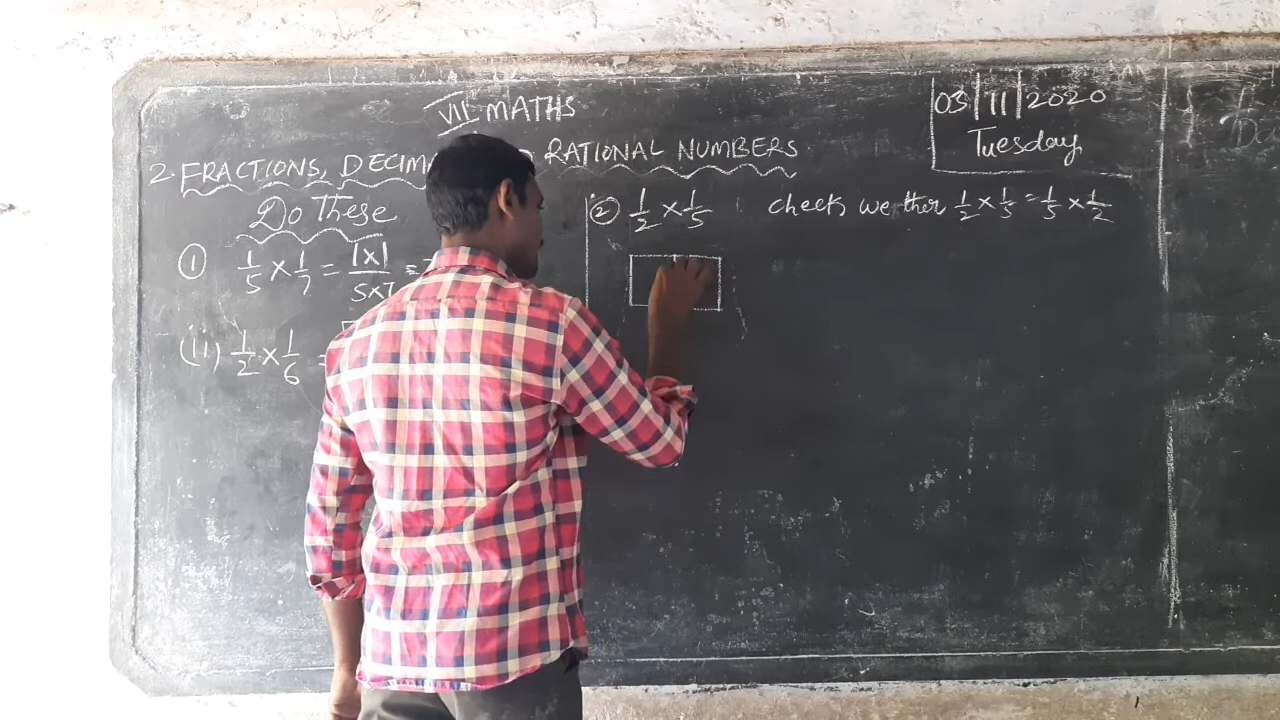 VII MATHS
03 | 11 | 2020
Tuesday
2. FRACTIONS, DECIM RATIONAL NUMBERS
Do These
① 1/5 × 1/7 = 1×1/5×7 =
(ii) 1/2 × 1/6 =
② 1/2 × 1/5 check we ther 1/2 × 1/5 = 1/5 × 1/2